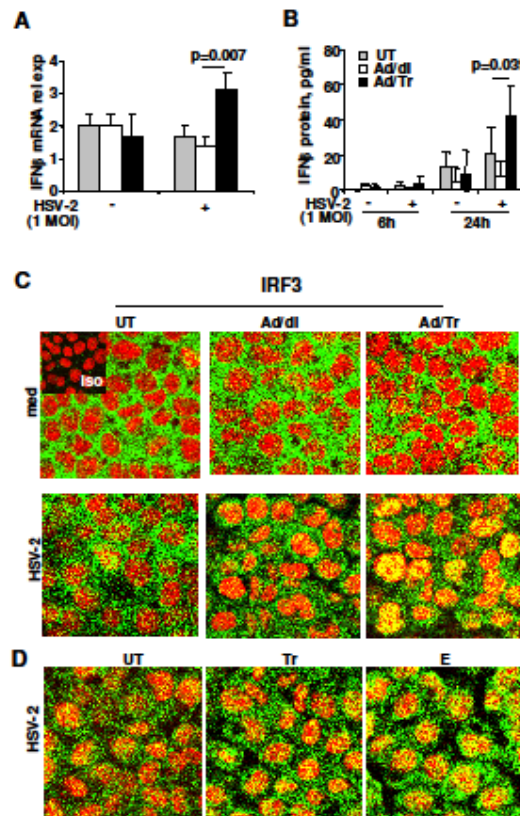 A
p=0.007
IFNβ mRNA rel exp
4
3
2
1
0
HSV-2 - +
(1 MOI)
B
UT
Ad/dl
Ad/Tr
p=0.03
IFNβ protein, pg/ml
80
60
40
20
0
HSV-2 - + - +
(1 MOI) 6h 24h
C
IRF3
UT Ad/dl Ad/Tr
Iso
med
HSV-2
D
UT Tr E
HSV-2